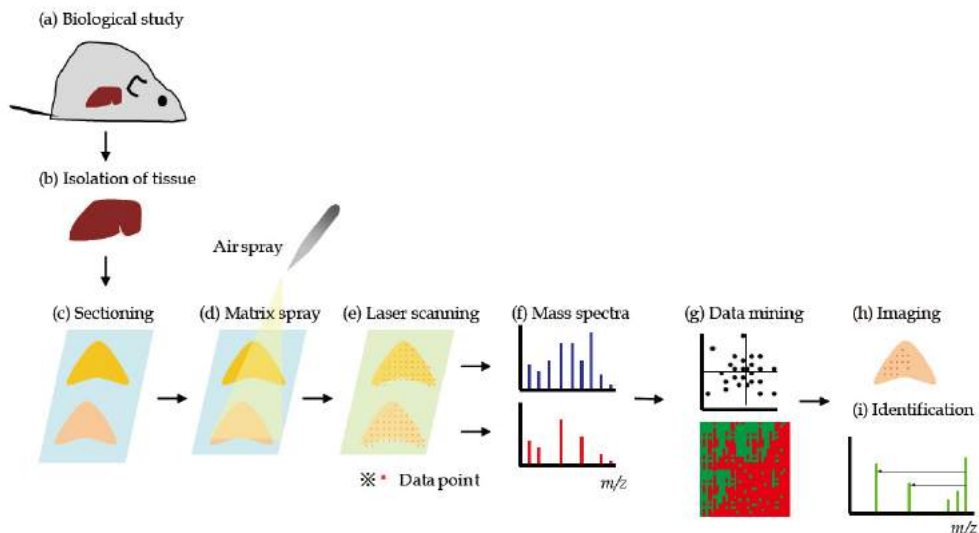 (a) Biological study
(b) Isolation of tissue
Air spray
(c) Sectioning
(d) Matrix spray
(e) Laser scanning
(f) Mass spectra
(g) Data mining
(h) Imaging
(i) Identification
※ Data point
m/z
m/z